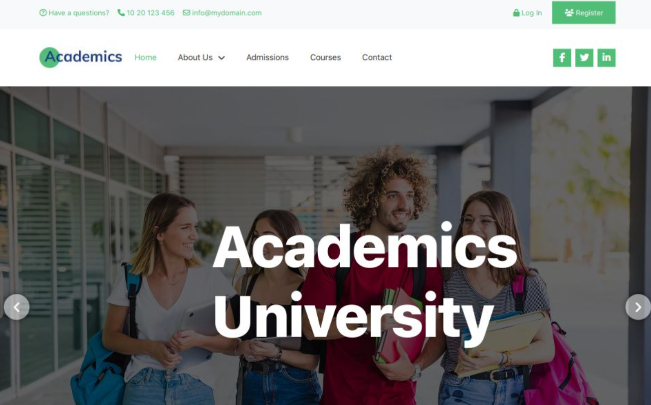 Have a questions? 10 20 123 456 info@mydomain.com Log In Register
Academics Home About Us Admissions Courses Contact
Academics
University